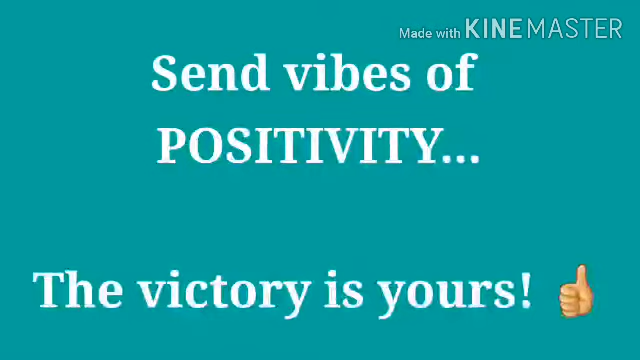 Made with KINEMASTER
Send vibes of
POSITIVITY...
The victory is yours! 👍